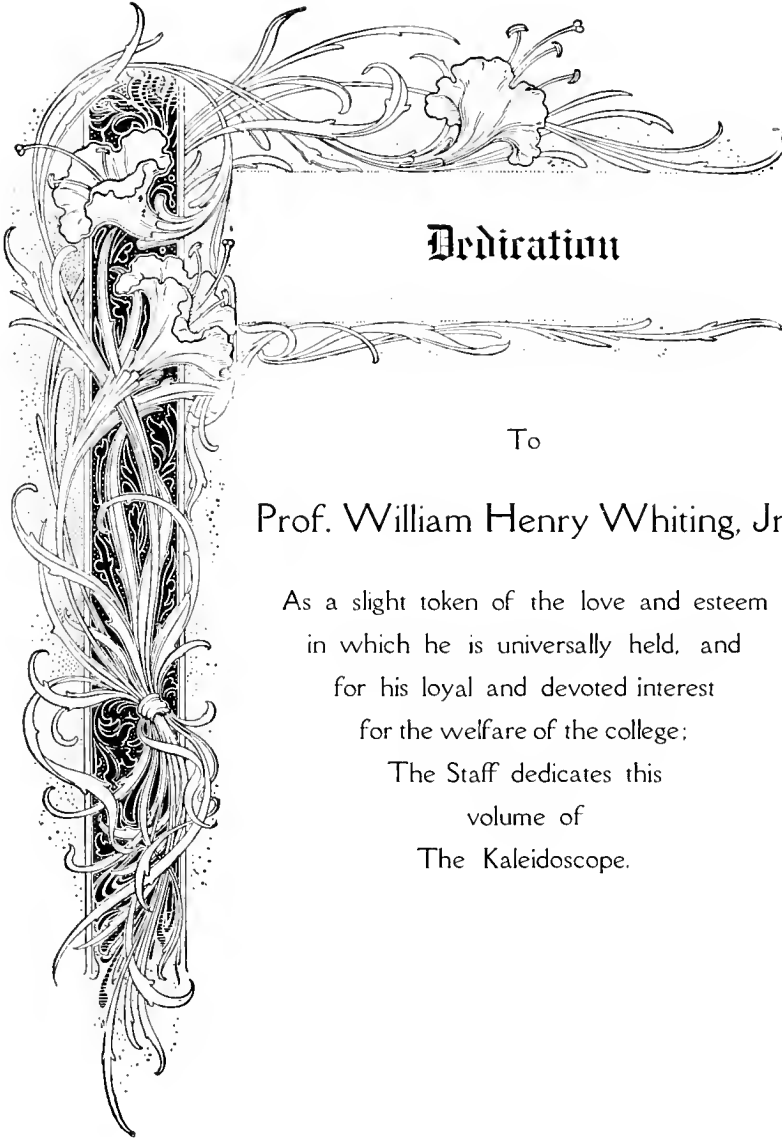 Dedication
To
Prof. William Henry Whiting, Jr
As a slight token of the love and esteem
in which he is universally held, and
for his loyal and devoted interest
for the welfare of the college;
The Staff dedicates this
volume of
The Kaleidoscope.